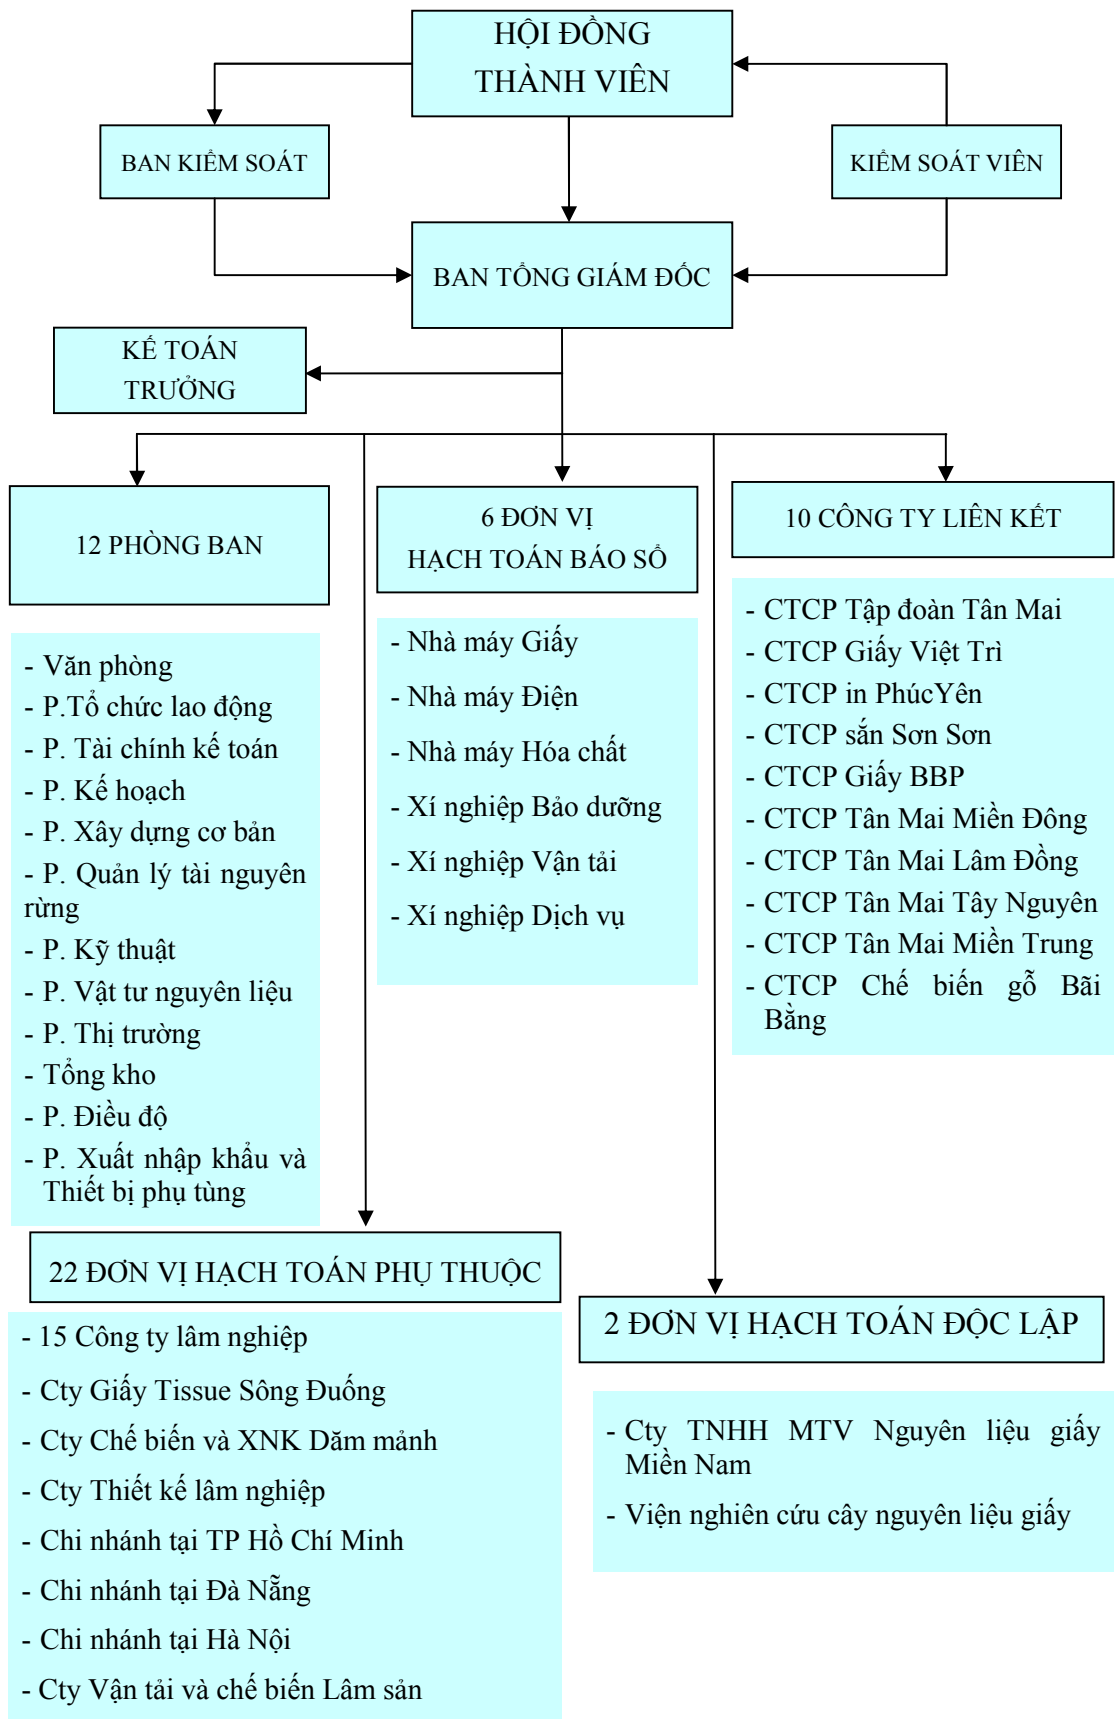 HỘI ĐỒNG
THÀNH VIÊN
BAN KIỂM SOÁT
KIỂM SOÁT VIÊN
BAN TỔNG GIÁM ĐỐC
KẾ TOÁN
TRƯỞNG
12 PHÒNG BAN
6 ĐƠN VỊ
HẠCH TOÁN BÁO SỔ
10 CÔNG TY LIÊN KẾT
- Văn phòng
- P.Tổ chức lao động
- P. Tài chính kế toán
- P. Kế hoạch
- P. Xây dựng cơ bản
- P. Quản lý tài nguyên
rừng
- P. Kỹ thuật
- P. Vật tư nguyên liệu
- P. Thị trường
- Tổng kho
- P. Điều độ
- P. Xuất nhập khẩu và
Thiết bị phụ tùng
- Nhà máy Giấy
- Nhà máy Điện
- Nhà máy Hóa chất
- Xí nghiệp Bảo dưỡng
- Xí nghiệp Vận tải
- Xí nghiệp Dịch vụ
- CTCP Tập đoàn Tân Mai
- CTCP Giấy Việt Trì
- CTCP in PhúcYên
- CTCP sắn Sơn Sơn
- CTCP Giấy BBP
- CTCP Tân Mai Miền Đông
- CTCP Tân Mai Lâm Đồng
- CTCP Tân Mai Tây Nguyên
- CTCP Tân Mai Miền Trung
- CTCP Chế biến gỗ Bãi
Bằng
22 ĐƠN VỊ HẠCH TOÁN PHỤ THUỘC
- 15 Công ty lâm nghiệp
- Cty Giấy Tissue Sông Đuống
- Cty Chế biến và XNK Dăm mảnh
- Cty Thiết kế lâm nghiệp
- Chi nhánh tại TP Hồ Chí Minh
- Chi nhánh tại Đà Nẵng
- Chi nhánh tại Hà Nội
- Cty Vận tải và chế biến Lâm sản
2 ĐƠN VỊ HẠCH TOÁN ĐỘC LẬP
- Cty TNHH MTV Nguyên liệu giấy
Miền Nam
- Viện nghiên cứu cây nguyên liệu giấy